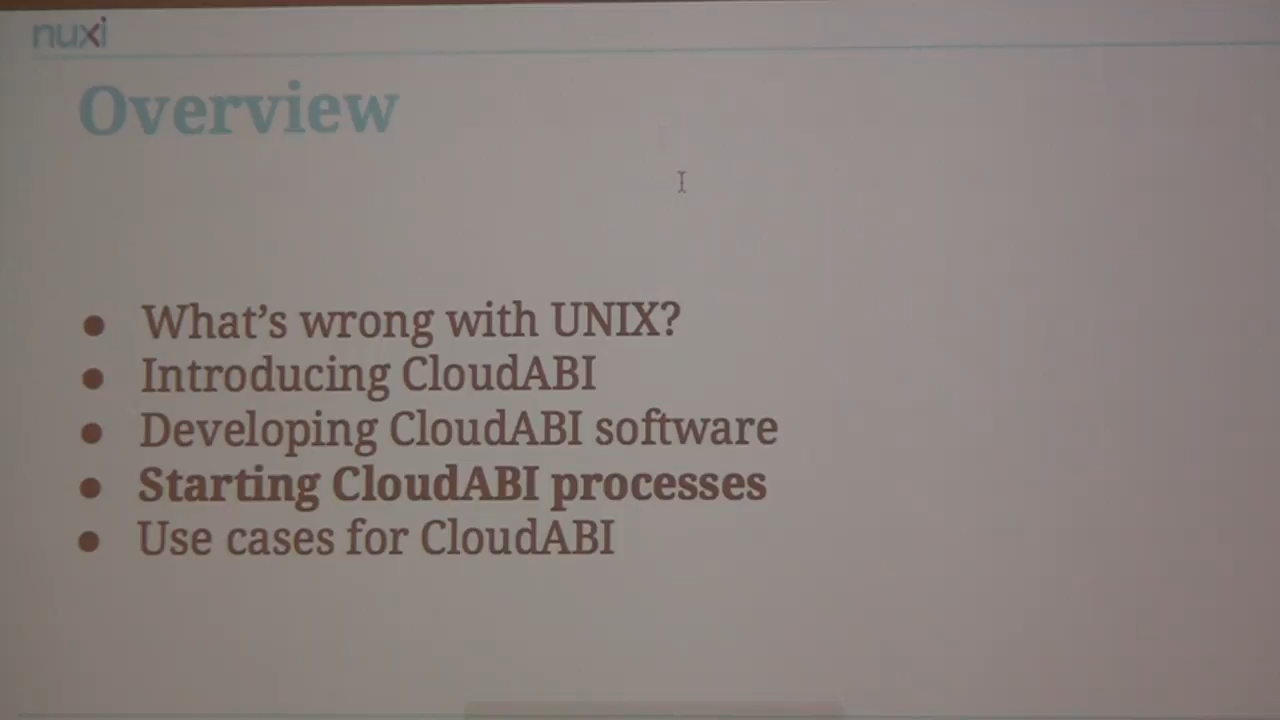 nuxi
Overview
• What's wrong with UNIX?
• Introducing CloudABI
• Developing CloudABI software
• Starting CloudABI processes
• Use cases for CloudABI